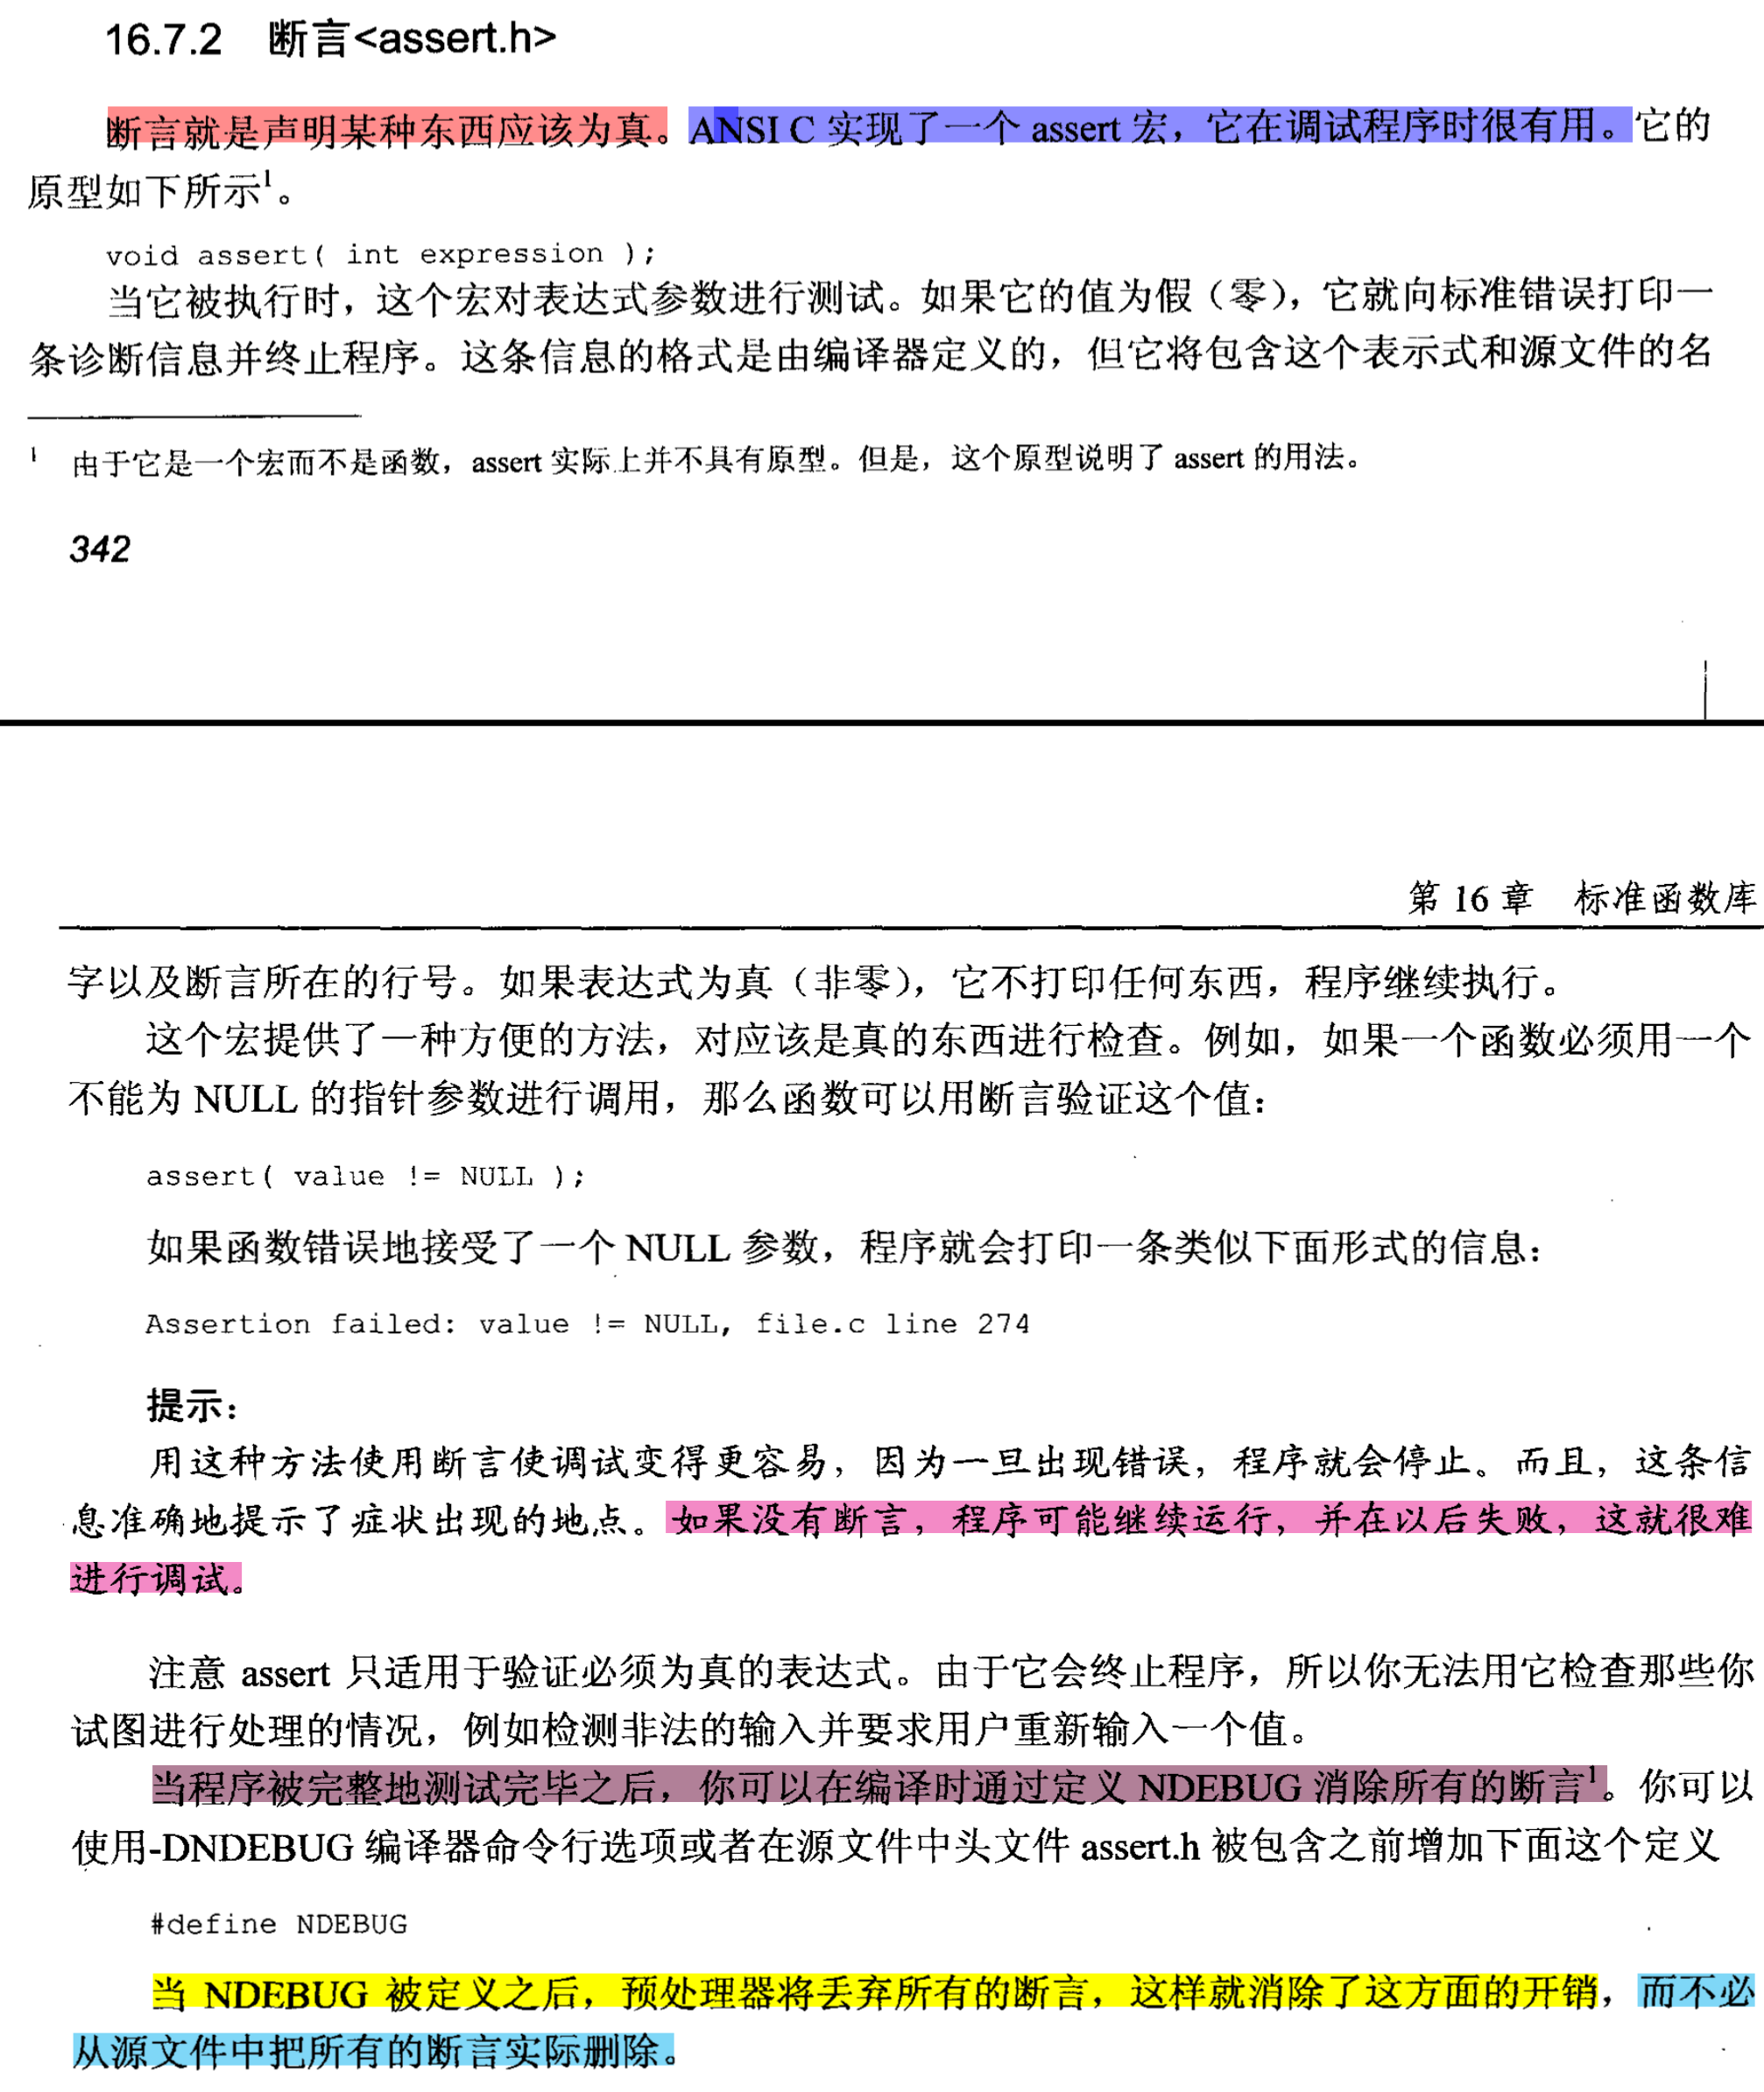 16.7.2 断言<assert.h>
断言就是声明某种东西应该为真。ANSI C 实现了一个 assert 宏，它在调试程序时很有用。它的
原型如下所示1。
void assert( int expression );
当它被执行时，这个宏对表达式参数进行测试。如果它的值为假（零），它就向标准错误打印一
条诊断信息并终止程序。这条信息的格式是由编译器定义的，但它将包含这个表示式和源文件的名
1 由于它是一个宏而不是函数，assert 实际上并不具有原型。但是，这个原型说明了 assert 的用法。
342
第 16 章 标准函数库
字以及断言所在的行号。如果表达式为真（非零），它不打印任何东西，程序继续执行。
这个宏提供了一种方便的方法，对应该是真的东西进行检查。例如，如果一个函数必须用一个
不能为 NULL 的指针参数进行调用，那么函数可以用断言验证这个值：
assert( value != NULL );
如果函数错误地接受了一个 NULL 参数，程序就会打印一条类似下面形式的信息：
Assertion failed: value != NULL, file.c line 274
提示：
用这种方法使用断言使调试变得更容易，因为一旦出现错误，程序就会停止。而且，这条信
息准确地提示了症状出现的地点。如果没有断言，程序可能继续运行，并在以后失败，这就很难
进行调试。
注意 assert 只适用于验证必须为真的表达式。由于它会终止程序，所以你无法用它检查那些你
试图进行处理的情况，例如检测非法的输入并要求用户重新输入一个值。
当程序被完整地测试完毕之后，你可以在编译时通过定义 NDEBUG 消除所有的断言1。你可以
使用-DNDEBUG 编译器命令行选项或者在源文件中头文件 assert.h 被包含之前增加下面这个定义
#define NDEBUG
当 NDEBUG 被定义之后，预处理器将丢弃所有的断言，这样就消除了这方面的开销，而不必
从源文件中把所有的断言实际删除。